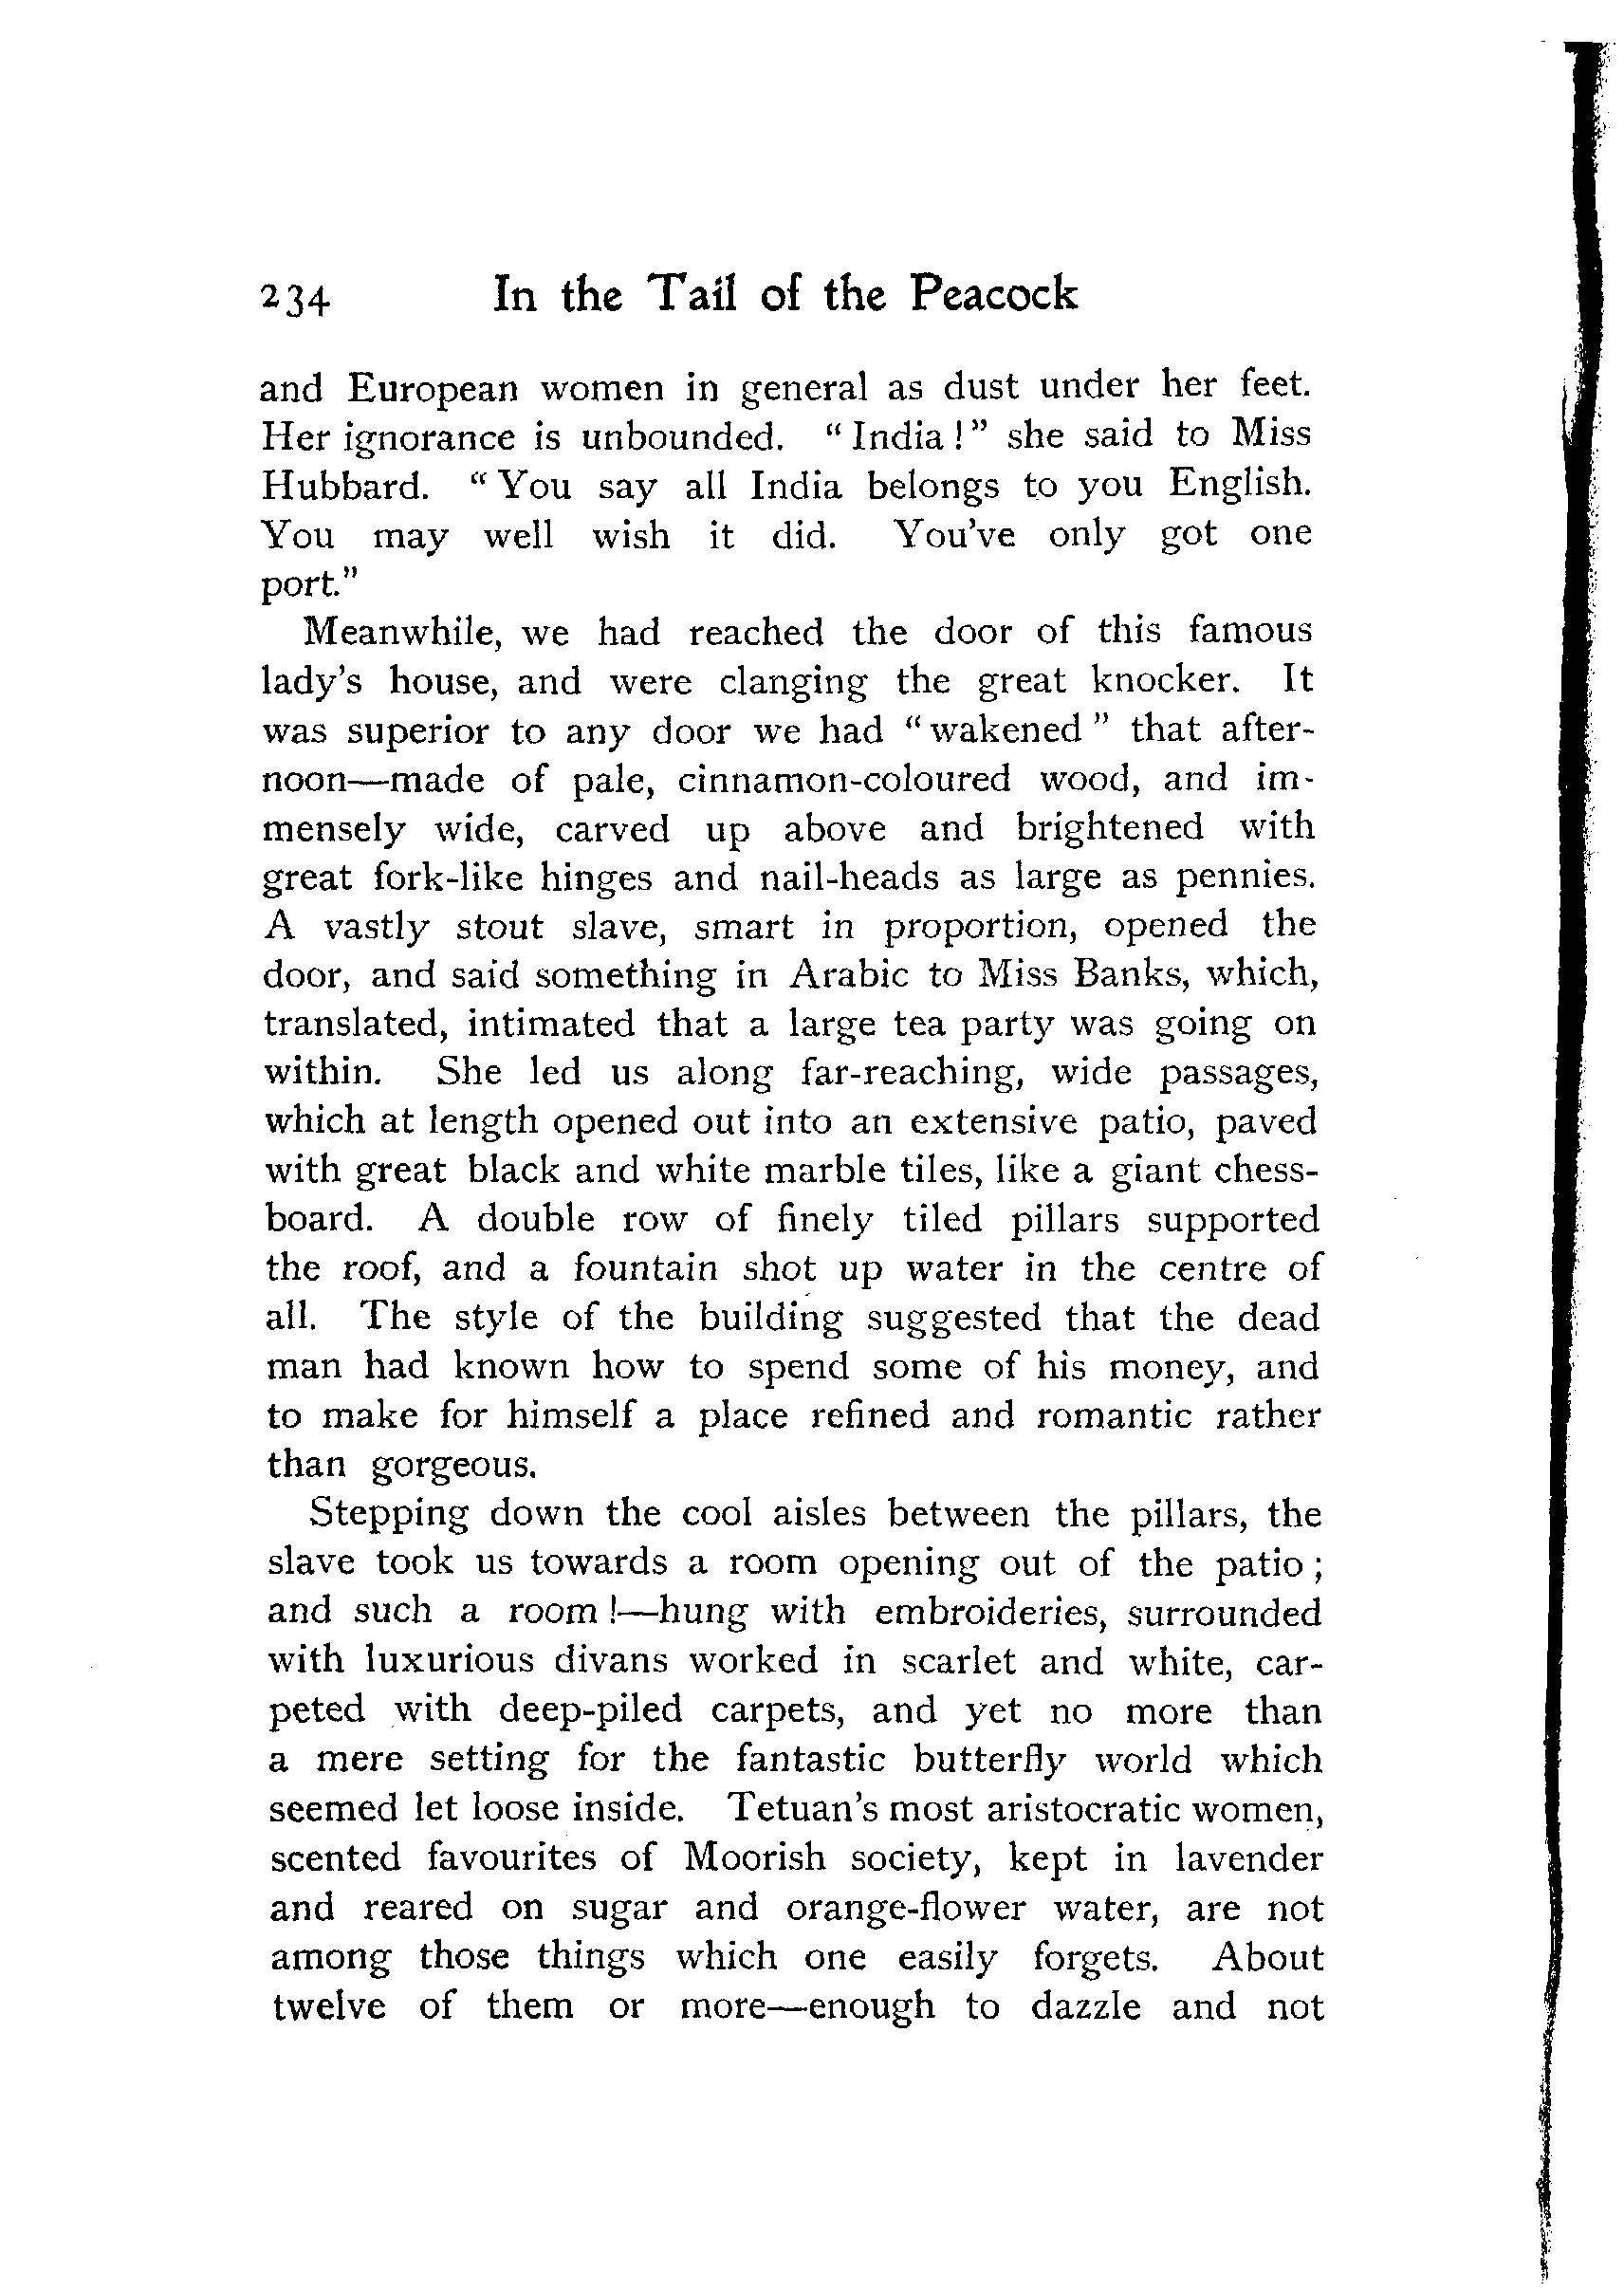 234 In the Tail of the Peacock
and European women in general as dust under her feet.
Her ignorance is unbounded. “India!” she said to Miss
Hubbard. “You say all India belongs to you English.
You may well wish it did. You've only got one
port.”
Meanwhile, we had reached the door of this famous
lady's house, and were clanging the great knocker. It
was superior to any door we had “wakened” that after-
noon—made of pale, cinnamon-coloured wood, and im-
mensely wide, carved up above and brightened with
great fork-like hinges and nail-heads as large as pennies.
A vastly stout slave, smart in proportion, opened the
door, and said something in Arabic to Miss Banks, which,
translated, intimated that a large tea party was going on
within. She led us along far-reaching, wide passages,
which at length opened out into an extensive patio, paved
with great black and white marble tiles, like a giant chess-
board. A double row of finely tiled pillars supported
the roof, and a fountain shot up water in the centre of
all. The style of the building suggested that the dead
man had known how to spend some of his money, and
to make for himself a place refined and romantic rather
than gorgeous.
Stepping down the cool aisles between the pillars, the
slave took us towards a room opening out of the patio;
and such a room!—hung with embroideries, surrounded
with luxurious divans worked in scarlet and white, car-
peted with deep-piled carpets, and yet no more than
a mere setting for the fantastic butterfly world which
seemed let loose inside. Tetuan's most aristocratic women,
scented favourites of Moorish society, kept in lavender
and reared on sugar and orange-flower water, are not
among those things which one easily forgets. About
twelve of them or more—enough to dazzle and not